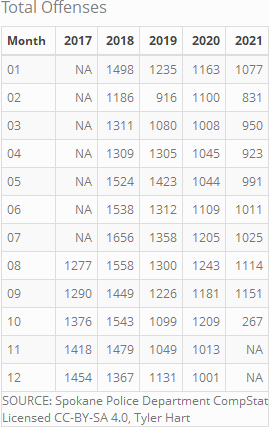 Total Offenses
Month 2017 2018 2019 2020 2021
01 NA 1498 1235 1163 1077
02 NA 1186 916 1100 831
03 NA 1311 1080 1008 950
04 NA 1309 1305 1045 923
05 NA 1524 1423 1044 991
06 NA 1538 1312 1109 1011
07 NA 1656 1358 1205 1025
08 1277 1558 1300 1243 1114
09 1290 1449 1226 1181 1151
10 1376 1543 1099 1209 267
11 1418 1479 1049 1013 NA
12 1454 1367 1131 1001 NA
SOURCE: Spokane Police Department CompStat
Licensed CC-BY-SA 4.0, Tyler Hart